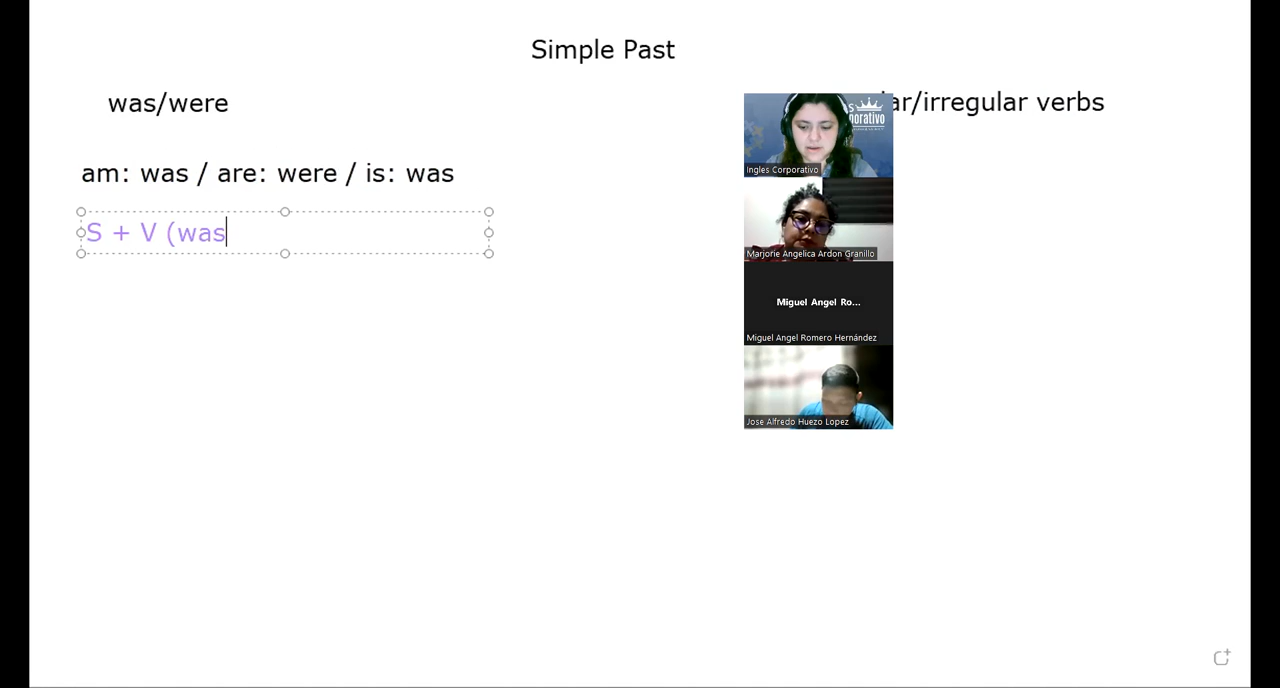 Simple Past
was/were
lar/irregular verbs
am: was / are: were / is: was
S + V (was
Ingles Corporativo
Marjorie Angelica Ardon Granillo
Miguel Angel Ro...
Miguel Angel Romero Hernández
Jose Alfredo Huezo Lopez